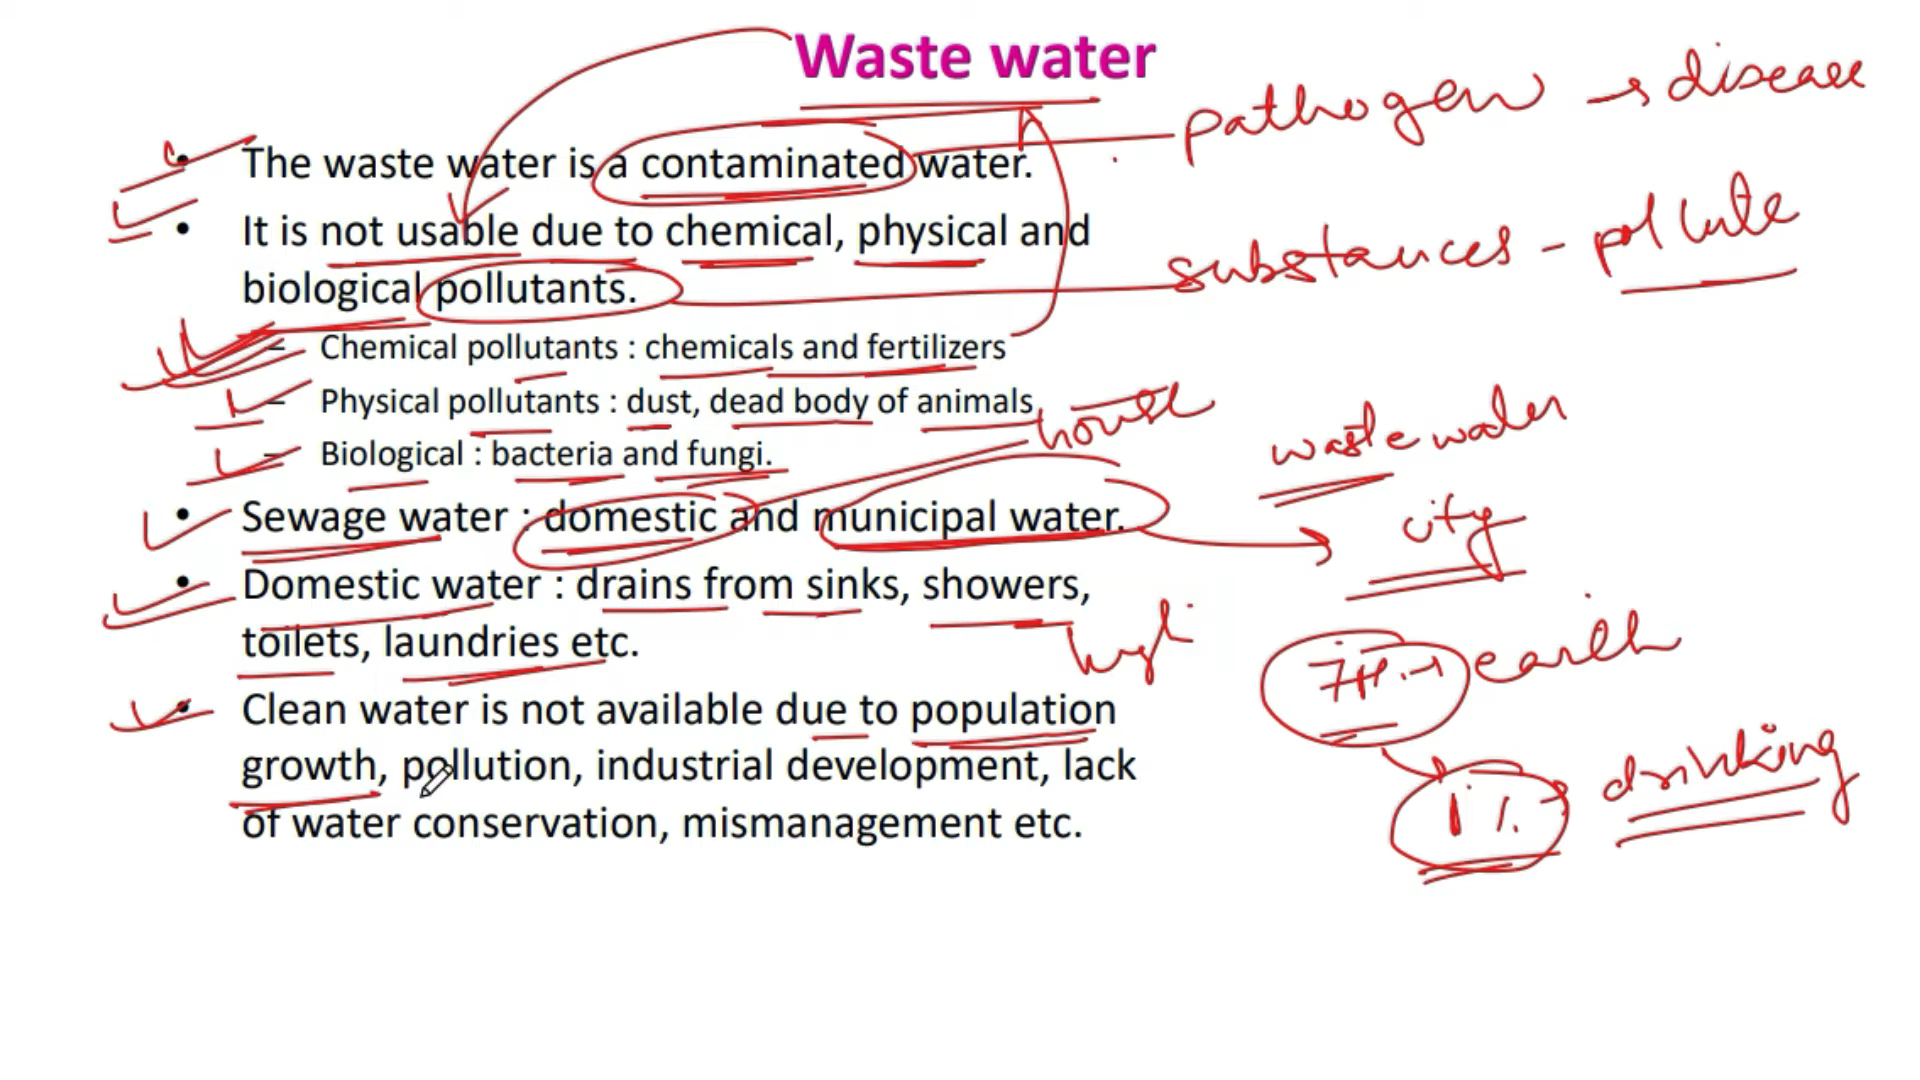 Waste water
pathogen → disease
• The waste water is a contaminated water.
• It is not usable due to chemical, physical and
biological pollutants.
substances - pollute
– Chemical pollutants : chemicals and fertilizers
– Physical pollutants : dust, dead body of animals
house
– Biological : bacteria and fungi.
waste water
• Sewage water : domestic and municipal water.
city
• Domestic water : drains from sinks, showers,
toilets, laundries etc.
earth
• Clean water is not available due to population
growth, pollution, industrial development, lack
1% → drinking
of water conservation, mismanagement etc.